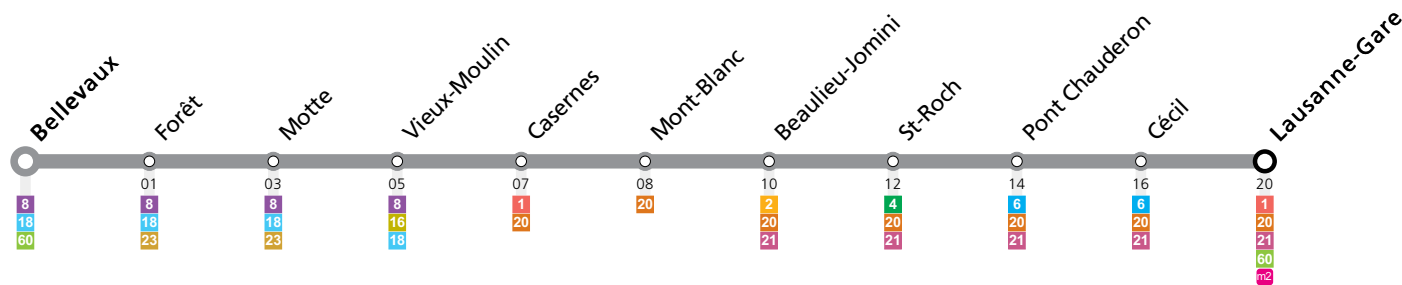 Bellevaux
Forêt
Motte
Vieux-Moulin
Casernes
Mont-Blanc
Beaulieu-Jomini
St-Roch
Pont Chauderon
Cécil
Lausanne-Gare
01 03 05 07 08 10 12 14 16 20
8 8 8 8 1 20 2 4 6 6 1
18 18 18 16 20 20 20 20 20 20
60 23 23 18 21 21 21 21 21
60
m2